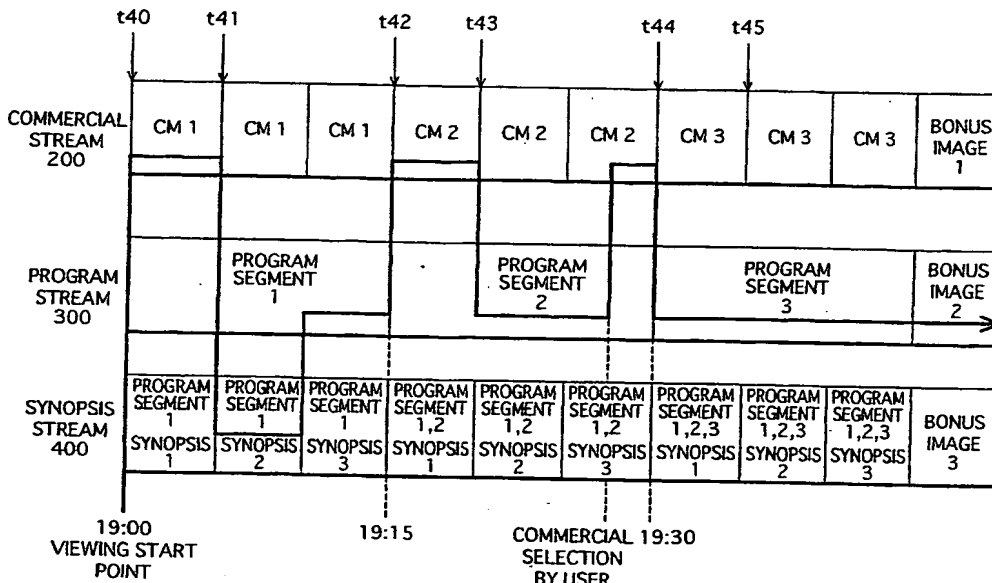 t40 t41 t42 t43 t44 t45
COMMERCIAL
STREAM
200
CM 1 CM 1 CM 1 CM 2 CM 2 CM 2 CM 3 CM 3 CM 3
BONUS
IMAGE
1
PROGRAM
STREAM
300
PROGRAM
SEGMENT
1
PROGRAM
SEGMENT
2
PROGRAM
SEGMENT
3
BONUS
IMAGE
2
SYNOPSIS
STREAM
400
PROGRAM
SEGMENT
1
SYNOPSIS
1
PROGRAM
SEGMENT
1
SYNOPSIS
2
PROGRAM
SEGMENT
1
SYNOPSIS
3
PROGRAM
SEGMENT
1,2
SYNOPSIS
1
PROGRAM
SEGMENT
1,2
SYNOPSIS
2
PROGRAM
SEGMENT
1,2
SYNOPSIS
3
PROGRAM
SEGMENT
1,2,3
SYNOPSIS
1
PROGRAM
SEGMENT
1,2,3
SYNOPSIS
2
PROGRAM
SEGMENT
1,2,3
SYNOPSIS
3
BONUS
IMAGE
3
19:00
VIEWING START
POINT
19:15
COMMERCIAL
SELECTION
BY USER
19:30